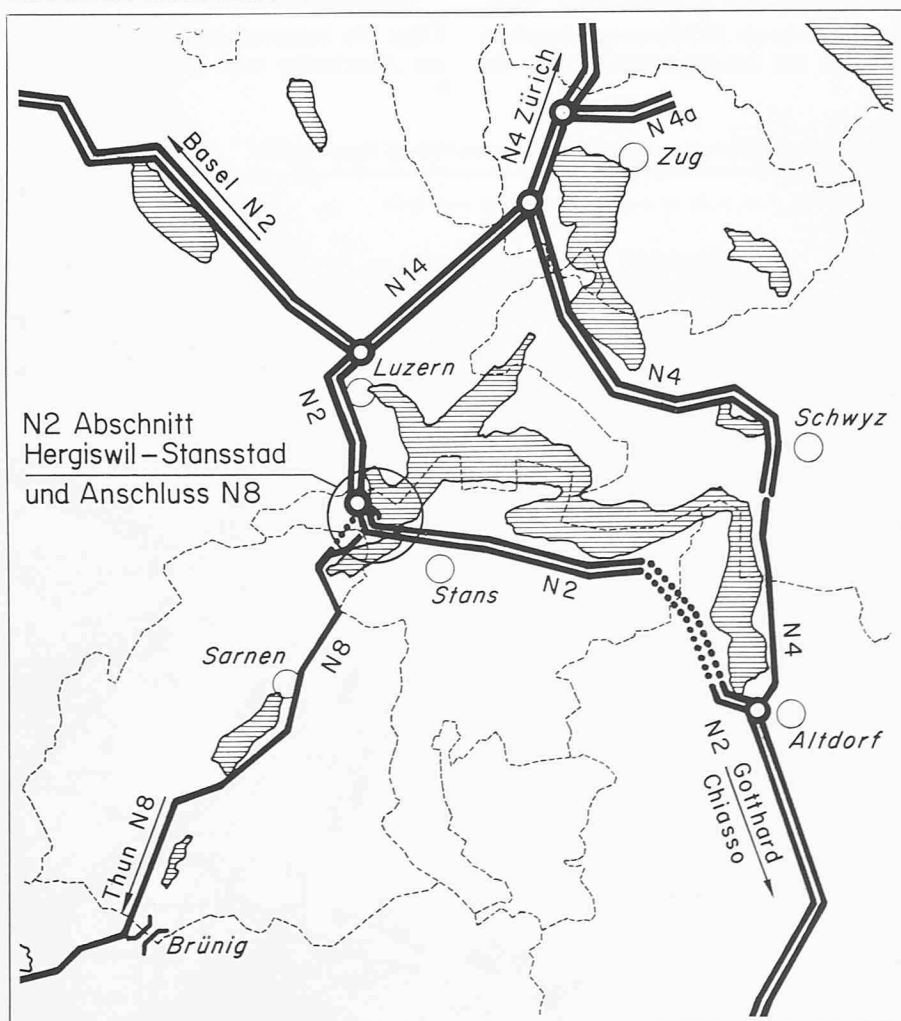 N4 Zürich
N4a
Zug
Basel N2
N14
Luzern
N2
N4
Schwyz
N2 Abschnitt
Hergiswil–Stansstad
und Anschluss N8
Stans
N2
N4
Sarnen
N8
Altdorf
N2 Gotthard
Chiasso
Thun N8
Brünig